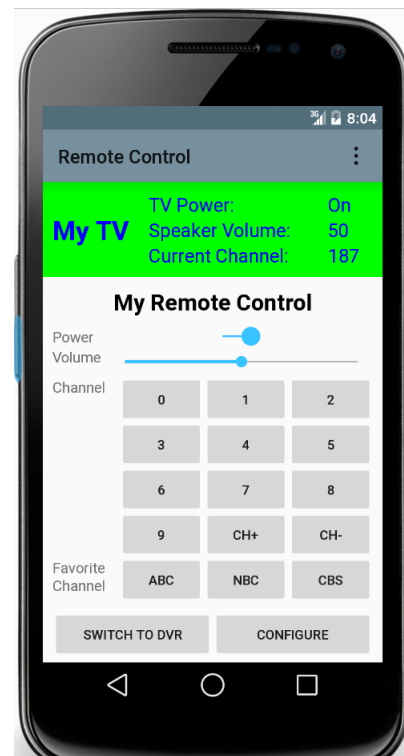 3G 8:04
Remote Control
My TV
TV Power: On
Speaker Volume: 50
Current Channel: 187
My Remote Control
Power
Volume
Channel
0 1 2
3 4 5
6 7 8
9 CH+ CH-
Favorite
Channel
ABC NBC CBS
SWITCH TO DVR CONFIGURE